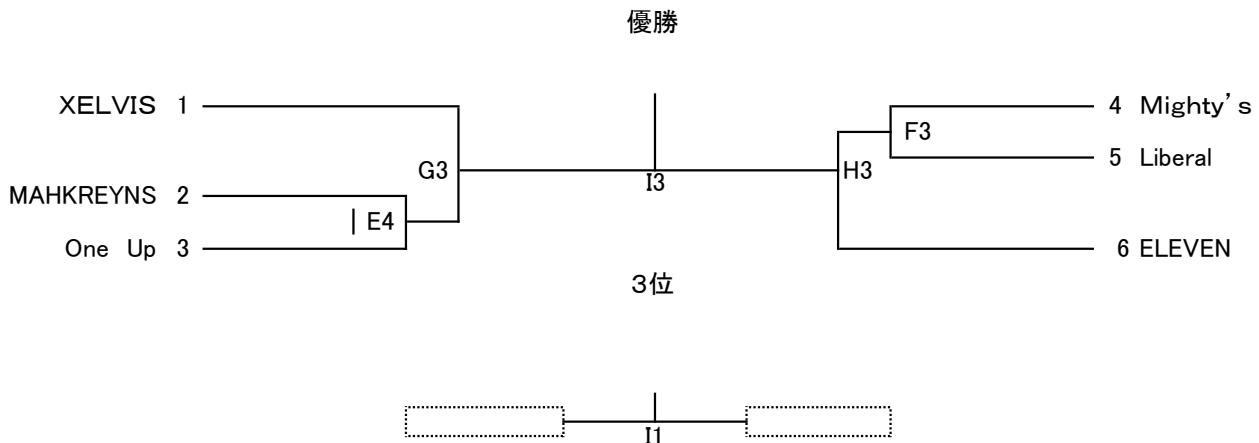 優勝
XELVIS 1
4 Mighty's
F3
5 Liberal
G3
I3
H3
MAHKREYNS 2
E4
One Up 3
6 ELEVEN
3位
I1